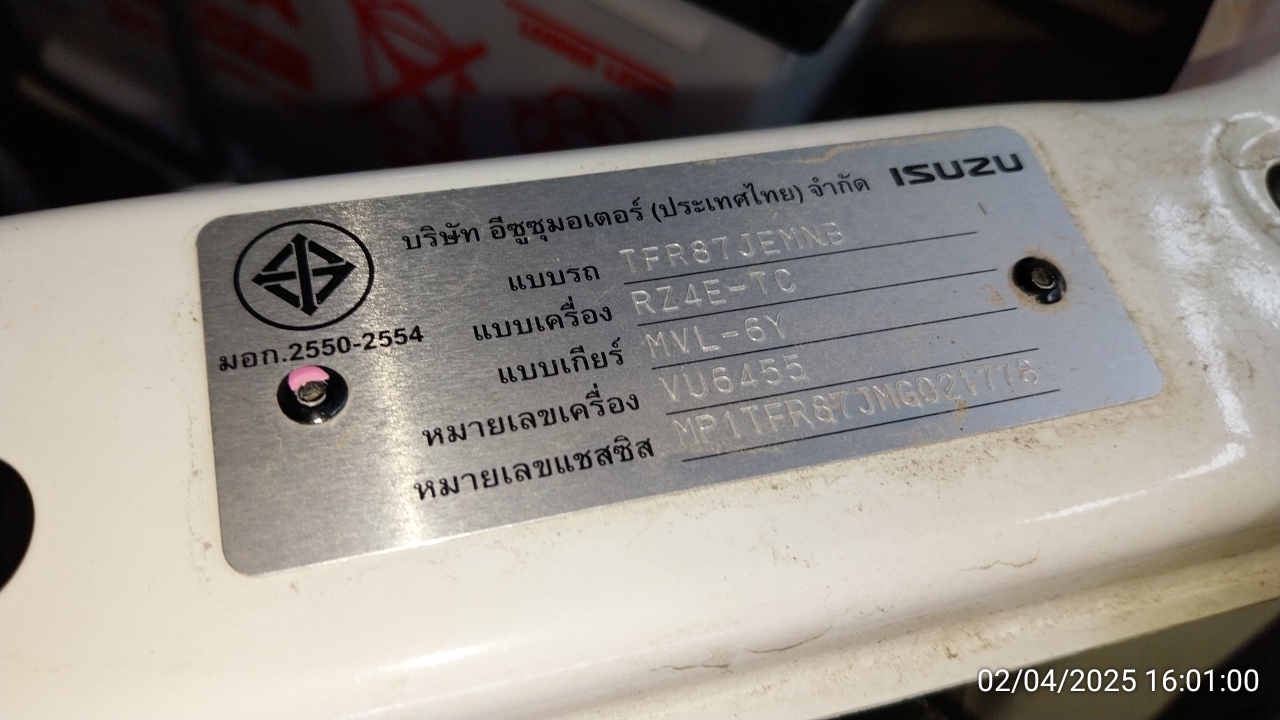 บริษัท อีซูซุมอเตอร์ (ประเทศไทย) จำกัด ISUZU
แบบรถ TFR87JEMNB
แบบเครื่อง RZ4E-TC
มอก.2550-2554
แบบเกียร์ MVL-6Y
หมายเลขเครื่อง VU6455
หมายเลขแชสซิส MP1TFR87JMG021778
02/04/2025 16:01:00